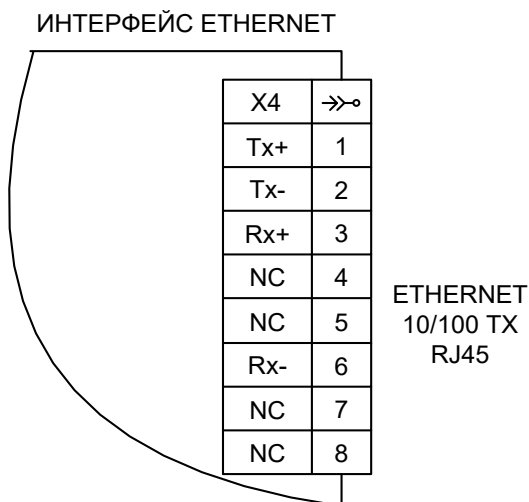 ИНТЕРФЕЙС ETHERNET
X4
Tx+ 1
Tx- 2
Rx+ 3
NC 4
NC 5
Rx- 6
NC 7
NC 8
ETHERNET
10/100 TX
RJ45